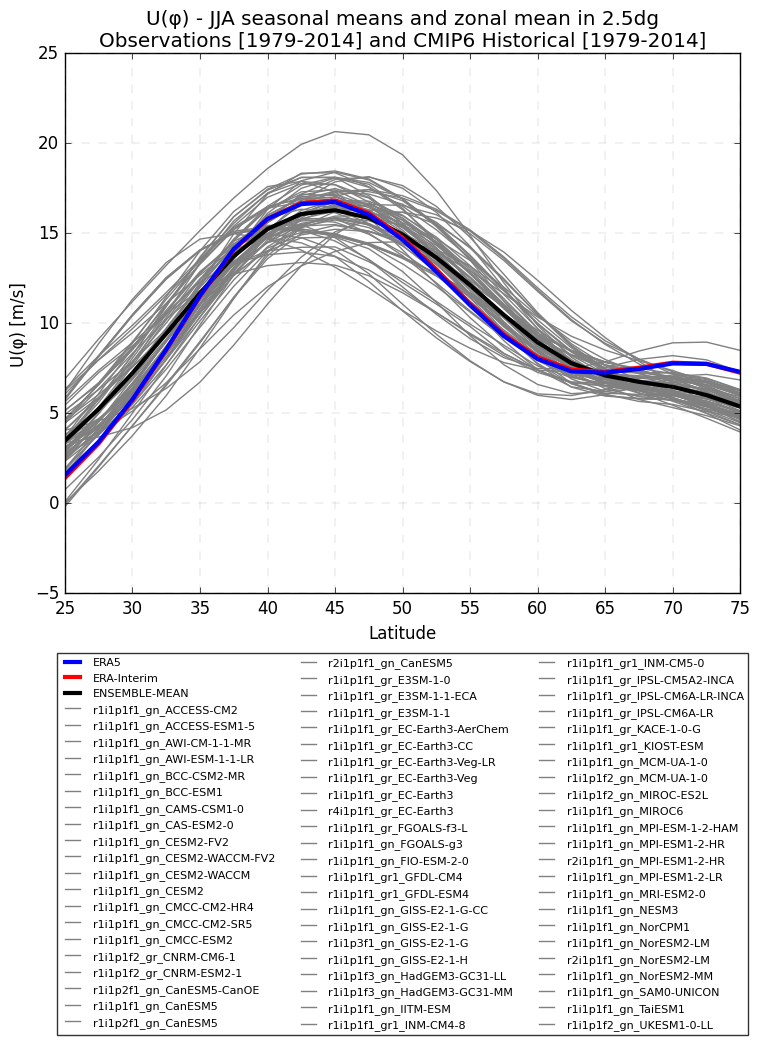 U(φ) - JJA seasonal means and zonal mean in 2.5dg
Observations [1979-2014] and CMIP6 Historical [1979-2014]
25
20
15
10
5
0
−5
U(φ) [m/s]
25 30 35 40 45 50 55 60 65 70 75
Latitude
ERA5
ERA-Interim
ENSEMBLE-MEAN
r1i1p1f1_gn_ACCESS-CM2
r1i1p1f1_gn_ACCESS-ESM1-5
r1i1p1f1_gn_AWI-CM-1-1-MR
r1i1p1f1_gn_AWI-ESM-1-1-LR
r1i1p1f1_gn_BCC-CSM2-MR
r1i1p1f1_gn_BCC-ESM1
r1i1p1f1_gn_CAMS-CSM1-0
r1i1p1f1_gn_CAS-ESM2-0
r1i1p1f1_gn_CESM2-FV2
r1i1p1f1_gn_CESM2-WACCM-FV2
r1i1p1f1_gn_CESM2-WACCM
r1i1p1f1_gn_CESM2
r1i1p1f1_gn_CMCC-CM2-HR4
r1i1p1f1_gn_CMCC-CM2-SR5
r1i1p1f1_gn_CMCC-ESM2
r1i1p1f2_gr_CNRM-CM6-1
r1i1p1f2_gr_CNRM-ESM2-1
r1i1p2f1_gn_CanESM5-CanOE
r1i1p1f1_gn_CanESM5
r1i1p2f1_gn_CanESM5
r2i1p1f1_gn_CanESM5
r1i1p1f1_gr_E3SM-1-0
r1i1p1f1_gr_E3SM-1-1-ECA
r1i1p1f1_gr_E3SM-1-1
r1i1p1f1_gr_EC-Earth3-AerChem
r1i1p1f1_gr_EC-Earth3-CC
r1i1p1f1_gr_EC-Earth3-Veg-LR
r1i1p1f1_gr_EC-Earth3-Veg
r1i1p1f1_gr_EC-Earth3
r4i1p1f1_gr_EC-Earth3
r1i1p1f1_gr_FGOALS-f3-L
r1i1p1f1_gn_FGOALS-g3
r1i1p1f1_gn_FIO-ESM-2-0
r1i1p1f1_gr1_GFDL-CM4
r1i1p1f1_gr1_GFDL-ESM4
r1i1p1f1_gn_GISS-E2-1-G-CC
r1i1p1f1_gn_GISS-E2-1-G
r1i1p3f1_gn_GISS-E2-1-G
r1i1p1f1_gn_GISS-E2-1-H
r1i1p1f3_gn_HadGEM3-GC31-LL
r1i1p1f3_gn_HadGEM3-GC31-MM
r1i1p1f1_gn_IITM-ESM
r1i1p1f1_gr1_INM-CM4-8
r1i1p1f1_gr1_INM-CM5-0
r1i1p1f1_gr_IPSL-CM5A2-INCA
r1i1p1f1_gr_IPSL-CM6A-LR-INCA
r1i1p1f1_gr_IPSL-CM6A-LR
r1i1p1f1_gr_KACE-1-0-G
r1i1p1f1_gr1_KIOST-ESM
r1i1p1f1_gn_MCM-UA-1-0
r1i1p1f2_gn_MCM-UA-1-0
r1i1p1f2_gn_MIROC-ES2L
r1i1p1f1_gn_MIROC6
r1i1p1f1_gn_MPI-ESM-1-2-HAM
r1i1p1f1_gn_MPI-ESM1-2-HR
r2i1p1f1_gn_MPI-ESM1-2-HR
r1i1p1f1_gn_MPI-ESM1-2-LR
r1i1p1f1_gn_MRI-ESM2-0
r1i1p1f1_gn_NESM3
r1i1p1f1_gn_NorCPM1
r1i1p1f1_gn_NorESM2-LM
r2i1p1f1_gn_NorESM2-LM
r1i1p1f1_gn_NorESM2-MM
r1i1p1f1_gn_SAM0-UNICON
r1i1p1f1_gn_TaiESM1
r1i1p1f2_gn_UKESM1-0-LL